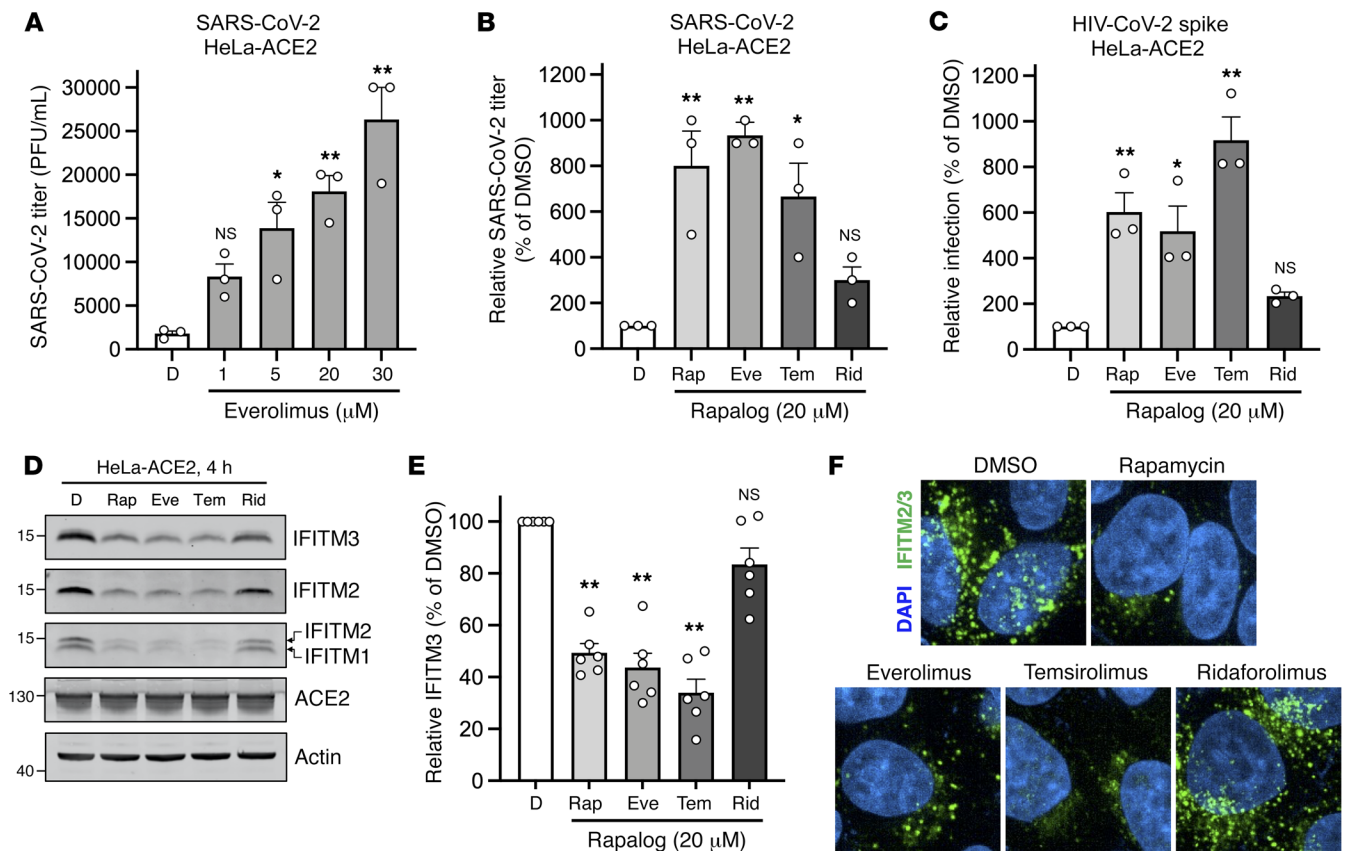 A
SARS-CoV-2
HeLa-ACE2
SARS-CoV-2 titer (PFU/mL)
30000
25000
20000
15000
10000
5000
0
NS
*
**
**
D
1
5
20
30
Everolimus (μM)
B
SARS-CoV-2
HeLa-ACE2
Relative SARS-CoV-2 titer
(% of DMSO)
1200
1000
800
600
400
200
0
**
**
*
NS
D
Rap
Eve
Tem
Rid
Rapalog (20 μM)
C
HIV-CoV-2 spike
HeLa-ACE2
Relative infection (% of DMSO)
1200
1000
800
600
400
200
0
**
*
**
NS
D
Rap
Eve
Tem
Rid
Rapalog (20 μM)
D
HeLa-ACE2, 4 h
D
Rap
Eve
Tem
Rid
15
IFITM3
15
IFITM2
15
IFITM2
IFITM1
130
ACE2
40
Actin
E
Relative IFITM3 (% of DMSO)
100
80
60
40
20
0
**
**
**
NS
D
Rap
Eve
Tem
Rid
Rapalog (20 μM)
F
DAPI IFITM2/3
DMSO
Rapamycin
Everolimus
Temsirolimus
Ridaforolimus